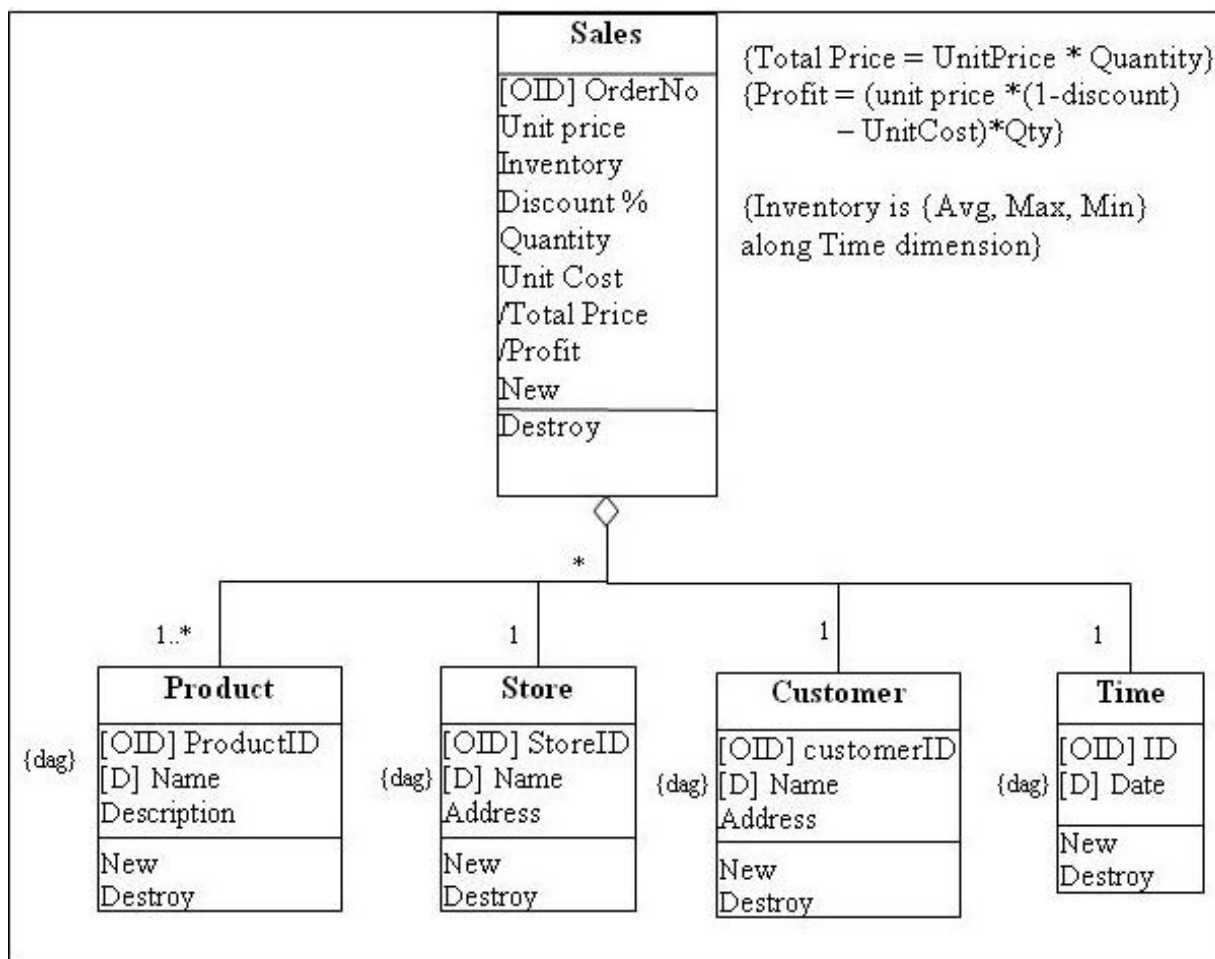 Sales
[OID] OrderNo
Unit price
Inventory
Discount %
Quantity
Unit Cost
/Total Price
/Profit
New
Destroy
{Total Price = UnitPrice * Quantity}
{Profit = (unit price *(1-discount)
– UnitCost)*Qty}
{Inventory is {Avg, Max, Min}
along Time dimension}
*
1..*
1
1
1
{dag}
Product
[OID] ProductID
[D] Name
Description
New
Destroy
{dag}
Store
[OID] StoreID
[D] Name
Address
New
Destroy
{dag}
Customer
[OID] customerID
[D] Name
Address
New
Destroy
{dag}
Time
[OID] ID
[D] Date
New
Destroy